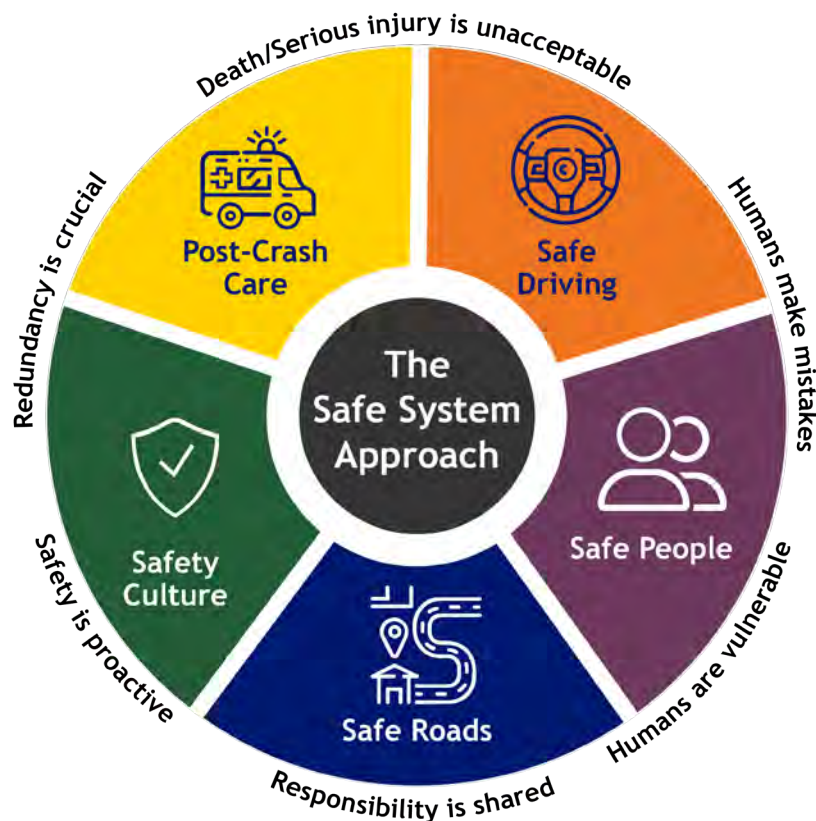 Death/Serious injury is unacceptable
Humans make mistakes
Humans are vulnerable
Responsibility is shared
Safety is proactive
Redundancy is crucial
Post-Crash
Care
Safe
Driving
Safe People
Safe Roads
Safety
Culture
The
Safe System
Approach